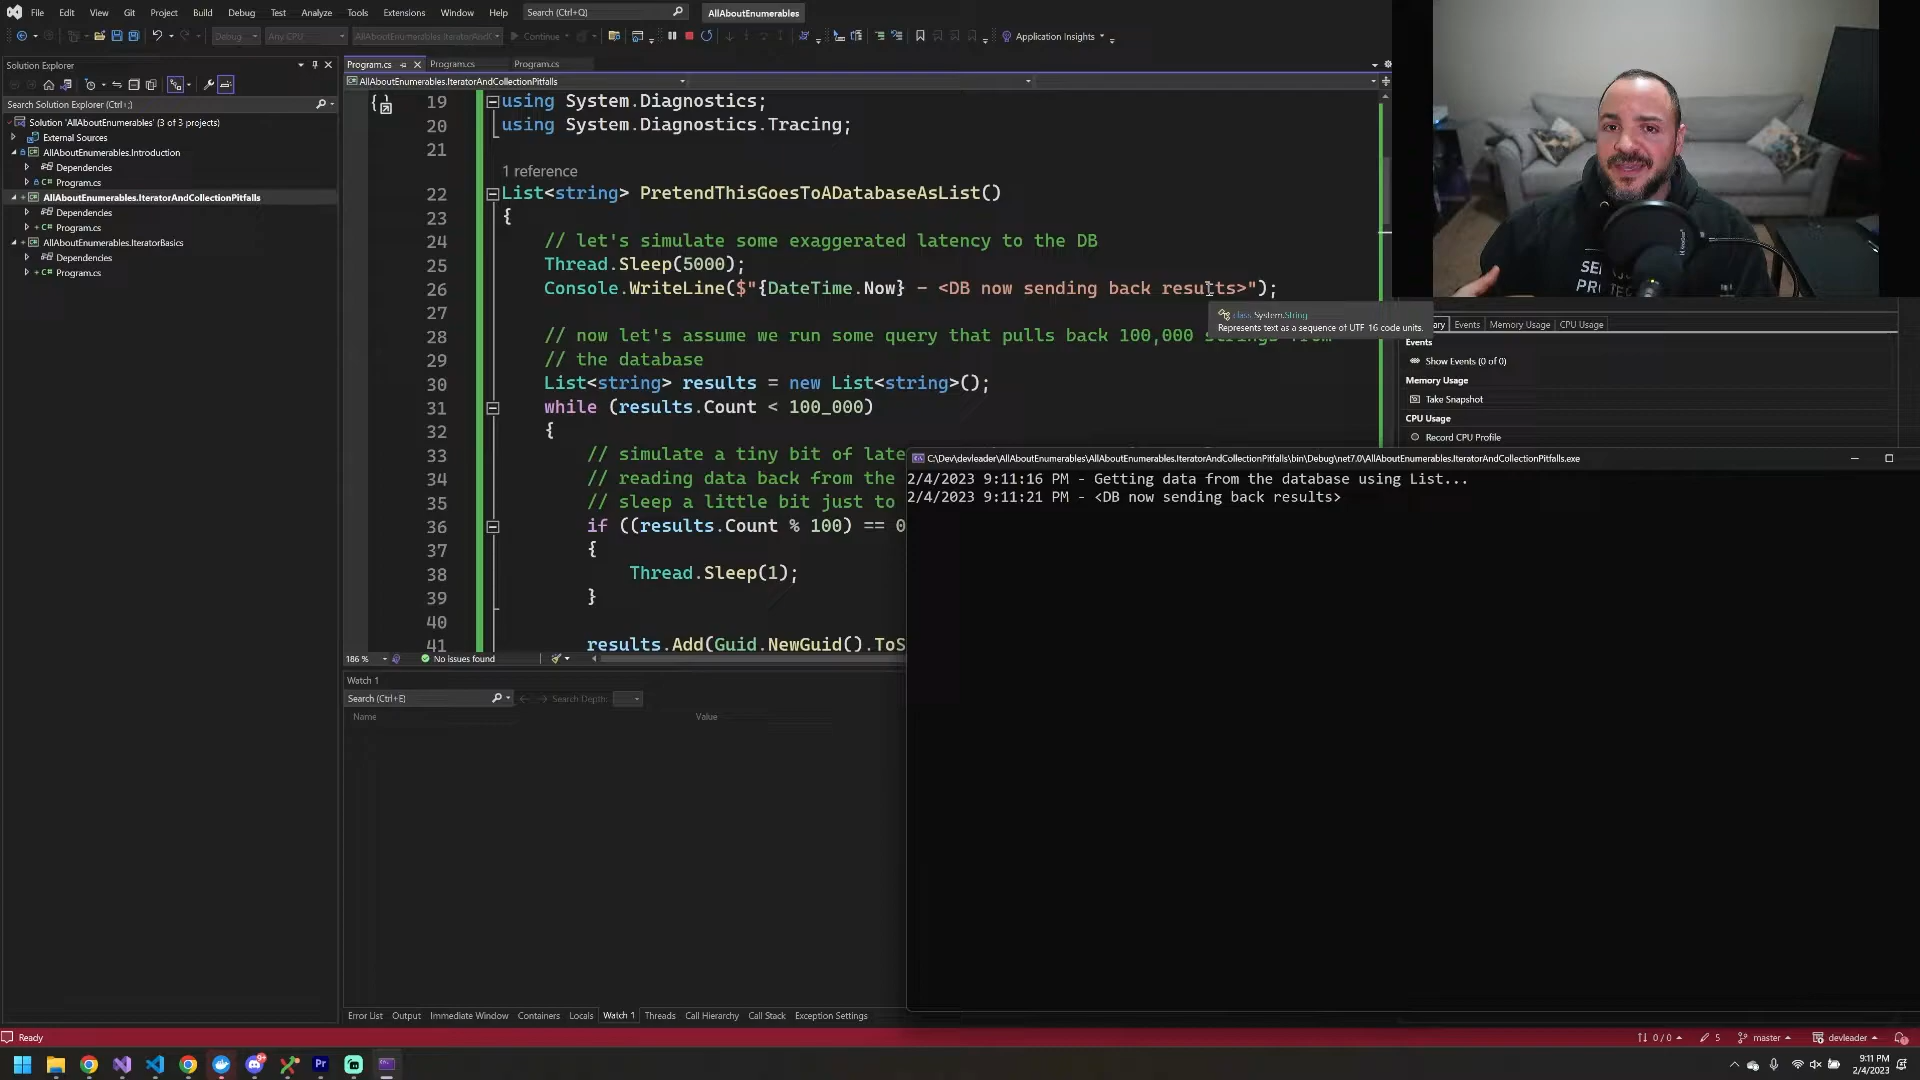 File Edit View Git Project Build Debug Test Analyze Tools Extensions Window Help Search (Ctrl+Q) AllAboutEnumerables
Debug Any CPU Continue Application Insights
Solution Explorer
Search Solution Explorer (Ctrl+;)
Solution 'AllAboutEnumerables' (3 of 3 projects)
External Sources
AllAboutEnumerables.Introduction
Dependencies
C# Program.cs
AllAboutEnumerables.IteratorAndCollectionPitfalls
Dependencies
C# Program.cs
AllAboutEnumerables.IteratorBasics
Dependencies
C# Program.cs
Program.cs Program.cs Program.cs
AllAboutEnumerables.IteratorAndCollectionPitfalls
19 using System.Diagnostics;
20 using System.Diagnostics.Tracing;
21
1 reference
22 List<string> PretendThisGoesToADatabaseAsList()
23 {
24 // let's simulate some exaggerated latency to the DB
25 Thread.Sleep(5000);
26 Console.WriteLine($"{DateTime.Now} - <DB now sending back results>");
27
class System.String
Represents text as a sequence of UTF-16 code units.
28 // now let's assume we run some query that pulls back 100,000 strings from
29 // the database
30 List<string> results = new List<string>();
31 while (results.Count < 100_000)
32 {
33 // simulate a tiny bit of
34 // reading data back from the
35 // sleep a little bit just to
36 if ((results.Count % 100) == 0
37 {
38 Thread.Sleep(1);
39 }
40
41 results.Add(Guid.NewGuid().ToS
186 % No issues found
Events Memory Usage CPU Usage
Events
Show Events (0 of 0)
Memory Usage
Take Snapshot
CPU Usage
Record CPU Profile
C:\Dev\devleader\AllAboutEnumerables\AllAboutEnumerables.IteratorAndCollectionPitfalls\bin\Debug\net7.0\AllAboutEnumerables.IteratorAndCollectionPitfalls.exe
2/4/2023 9:11:16 PM - Getting data from the database using List...
2/4/2023 9:11:21 PM - <DB now sending back results>
Watch 1
Search (Ctrl+E) Search Depth:
Name Value
Error List Output Immediate Window Containers Locals Watch 1 Threads Call Hierarchy Call Stack Exception Settings
Ready 0 / 0 5 master devleader
9:11 PM
2/4/2023